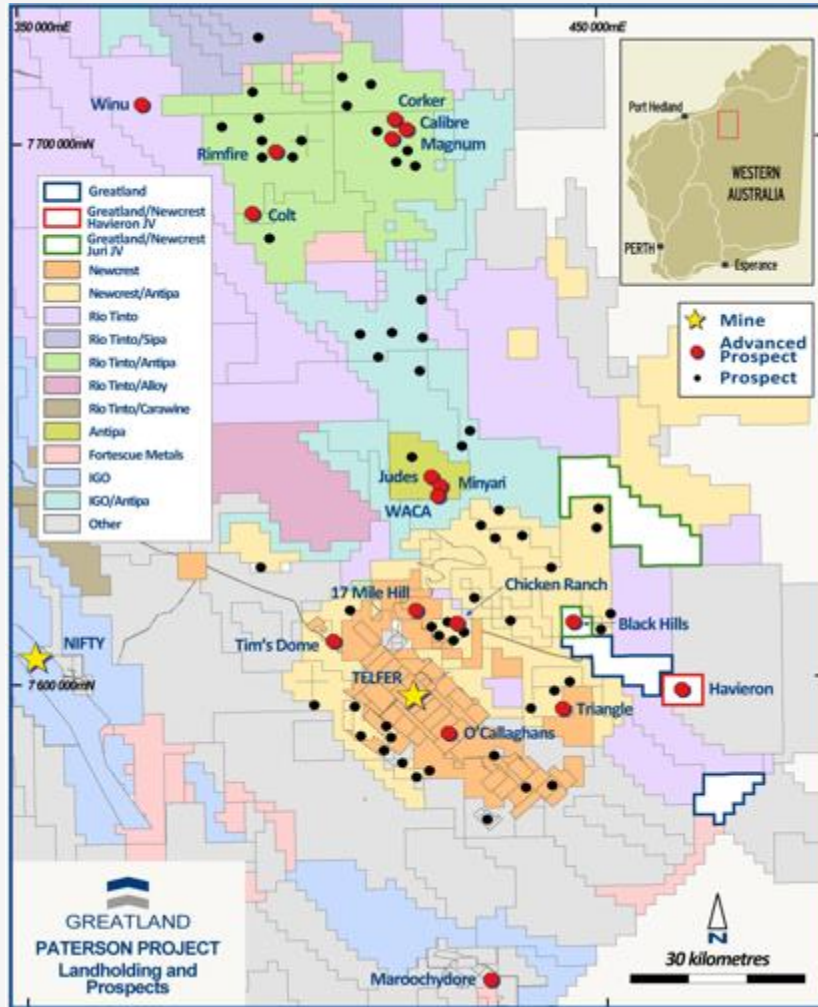 350 000mE
450 000mE
7 700 000mN
7 600 000mN
Winu
Corker
Calibre
Magnum
Rimfire
Colt
Port Hedland
WESTERN
AUSTRALIA
PERTH
Esperance
Greatland
Greatland/Newcrest
Havieron JV
Greatland/Newcrest
Juri JV
Newcrest
Newcrest/Antipa
Rio Tinto
Rio Tinto/Sipa
Rio Tinto/Antipa
Rio Tinto/Alloy
Rio Tinto/Carawine
Antipa
Fortescue Metals
IGO
IGO/Antipa
Other
Mine
Advanced
Prospect
Prospect
Judes
Minyari
WACA
17 Mile Hill
Chicken Ranch
Black Hills
Tim's Dome
NIFTY
TELFER
Havieron
Triangle
O'Callaghans
Maroochydore
GREATLAND
PATERSON PROJECT
Landholding and
Prospects
N
30 kilometres